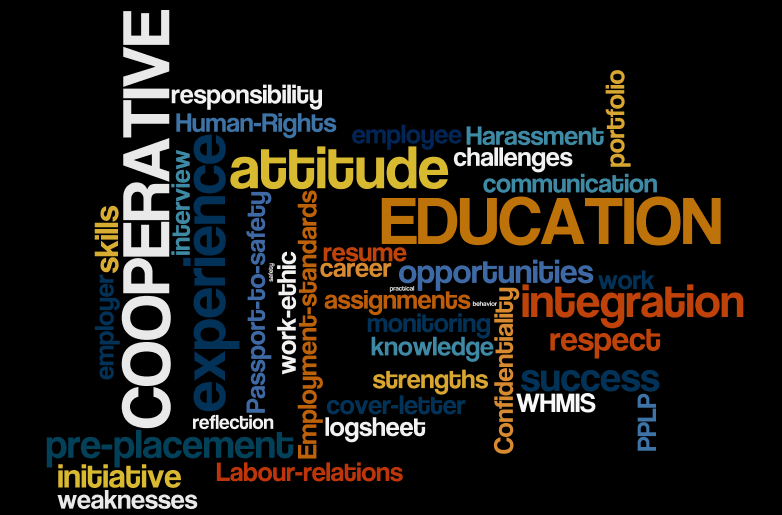 COOPERATIVE
responsibility
Human-Rights
employee
Harassment
portfolio
attitude
challenges
communication
interview
experience
skills
employer
EDUCATION
Passport-to-safety
safety
work-ethic
Employment-standards
resume
career
opportunities
work
practical
assignments
behavior
integration
monitoring
knowledge
Confidentiality
respect
strengths
success
cover-letter
WHMIS
PPLP
reflection
logsheet
pre-placement
initiative
Labour-relations
weaknesses